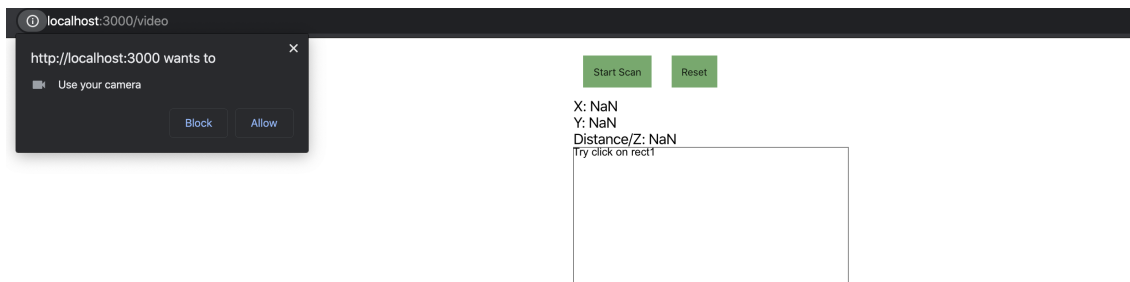 localhost:3000/video
http://localhost:3000 wants to
Use your camera
Block Allow
Start Scan Reset
X: NaN
Y: NaN
Distance/Z: NaN
Try click on rect1